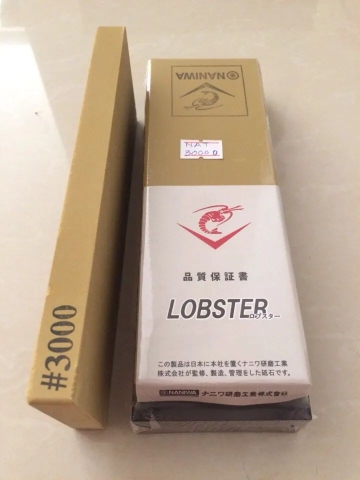 NANIWA
NAT
3000 D
品質保証書
LOBSTER
ロブスター
この製品は日本に本社を置くナニワ研磨工業
株式会社が監修、製造、管理をした砥石です。
NANIWA ナニワ研磨工業株式会社
#3000